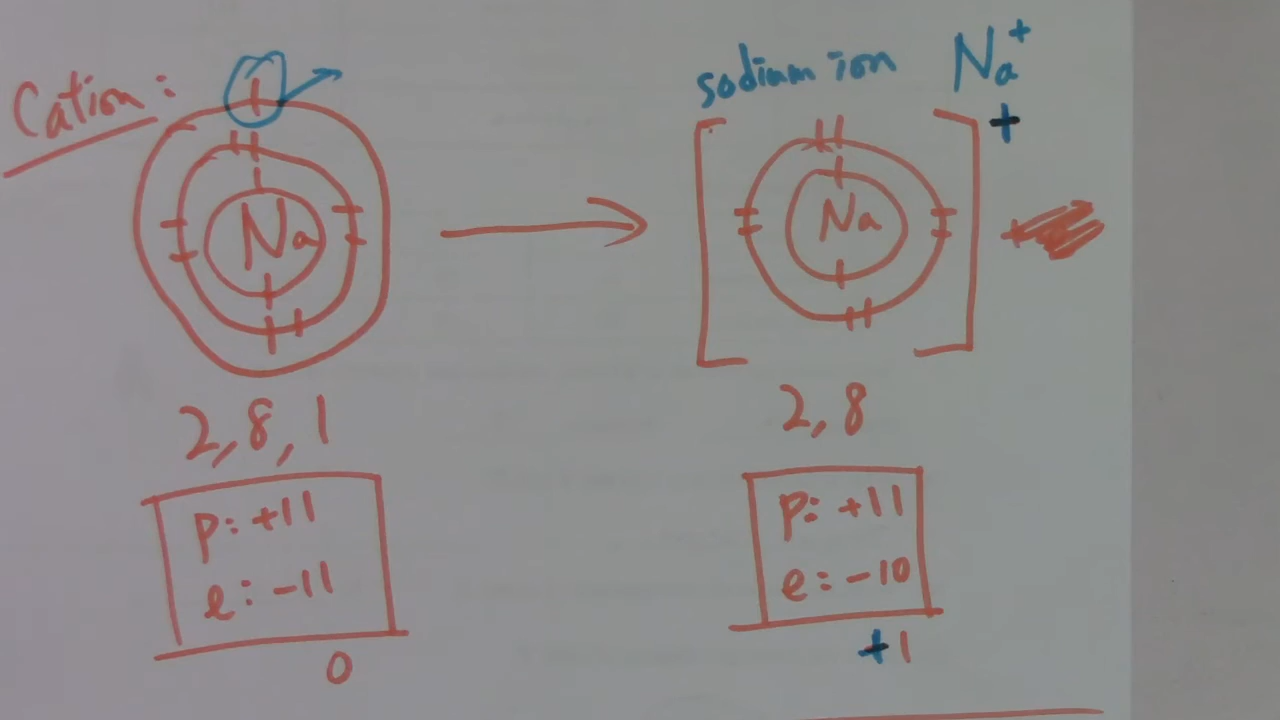 Cation:
Na
2, 8, 1
p: +11
e: -11
0
sodium ion Na⁺
Na
+
2, 8
p: +11
e: -10
+1